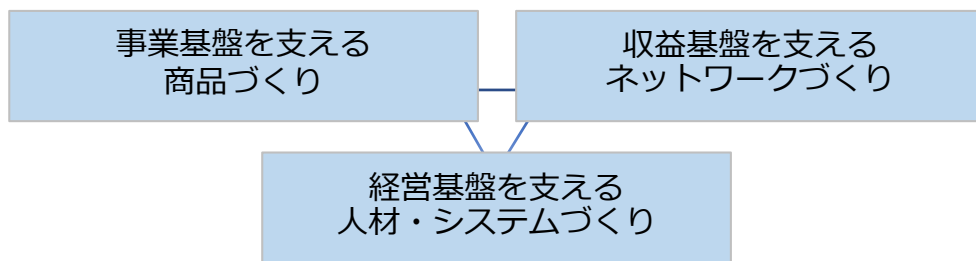 事業基盤を支える
商品づくり
収益基盤を支える
ネットワークづくり
経営基盤を支える
人材・システムづくり